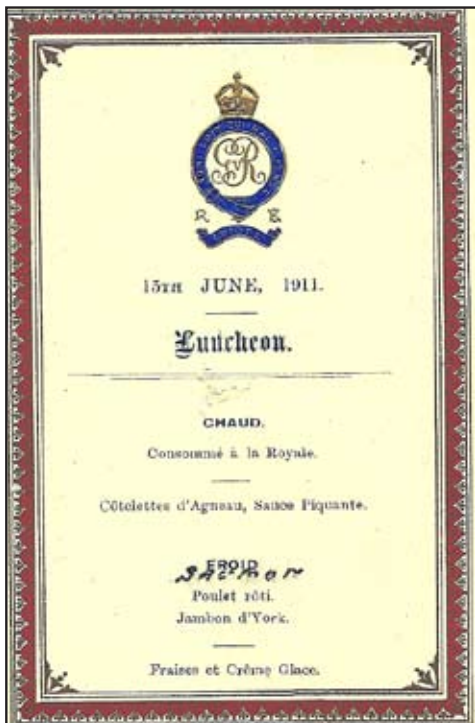 R E
15TH JUNE, 1911.
Luncheon.
CHAUD.
Consommé à la Royale.
Côtelettes d'Agneau, Sauce Piquante.
FROID
Salmon
Poulet rôti.
Jambon d'York.
Fraises et Crême Glace.